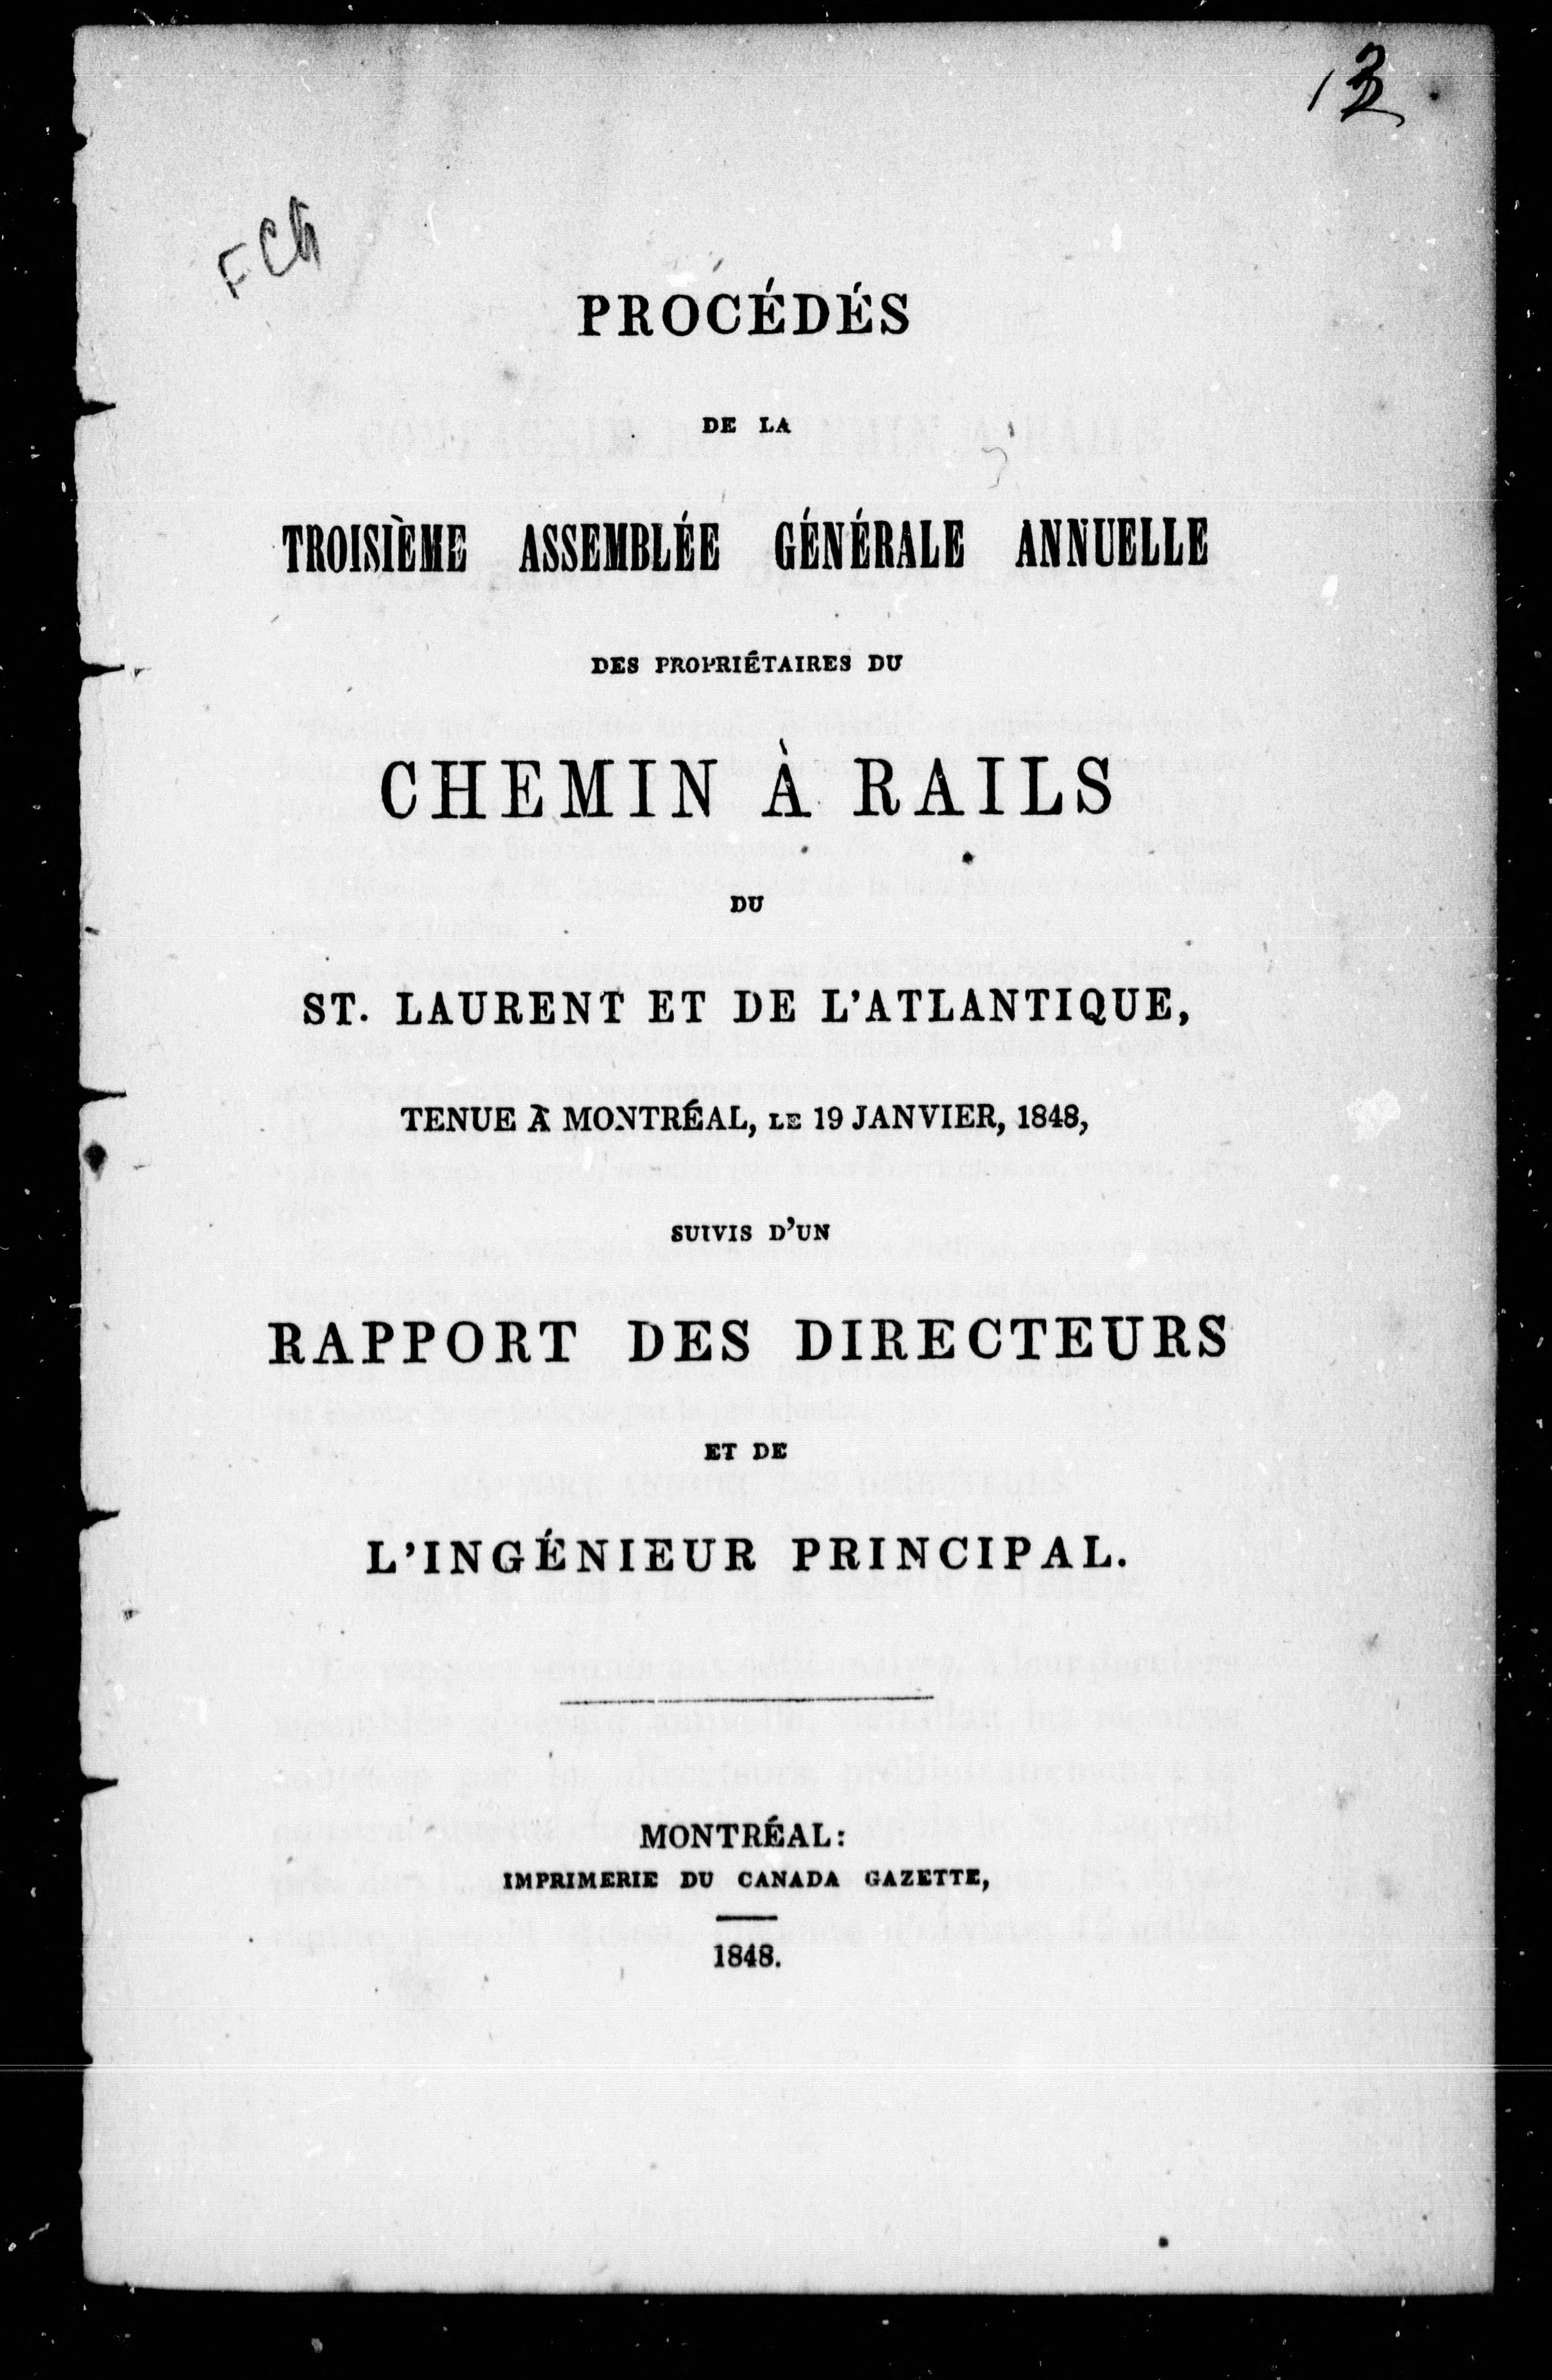 PROCÉDÉS
DE LA
TROISIÈME ASSEMBLÉE GÉNÉRALE ANNUELLE
DES PROPRIÉTAIRES DU
CHEMIN À RAILS
DU
ST. LAURENT ET DE L'ATLANTIQUE,
TENUE À MONTRÉAL, LE 19 JANVIER, 1848,
SUIVIS D'UN
RAPPORT DES DIRECTEURS
ET DE
L'INGÉNIEUR PRINCIPAL.
MONTRÉAL:
IMPRIMERIE DU CANADA GAZETTE,
1848.